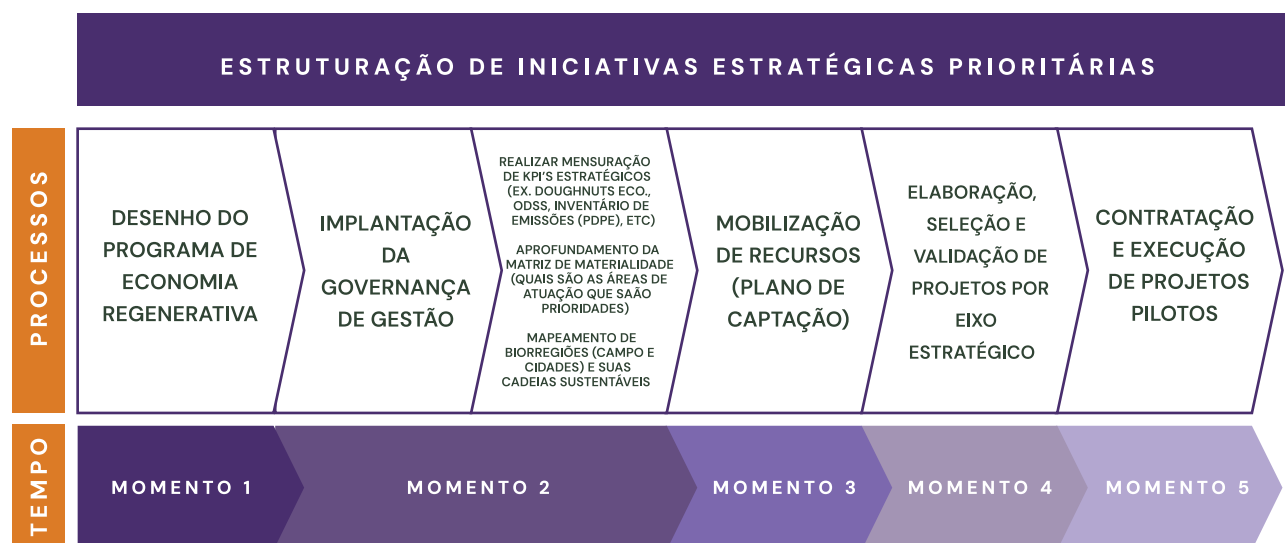 ESTRUTURAÇÃO DE INICIATIVAS ESTRATÉGICAS PRIORITÁRIAS
PROCESSOS
DESENHO DO
PROGRAMA DE
ECONOMIA
REGENERATIVA
IMPLANTAÇÃO
DA
GOVERNANÇA
DE GESTÃO
REALIZAR MENSURAÇÃO
DE KPI'S ESTRATÉGICOS
(EX. DOUGHNUTS ECO.,
ODSS, INVENTÁRIO DE
EMISSÕES (PDPE), ETC)
APROFUNDAMENTO DA
MATRIZ DE MATERIALIDADE
(QUAIS SÃO AS ÁREAS DE
ATUAÇÃO QUE SAÃO
PRIORIDADES)
MAPEAMENTO DE
BIORREGIÕES (CAMPO E
CIDADES) E SUAS
CADEIAS SUSTENTÁVEIS
MOBILIZAÇÃO
DE RECURSOS
(PLANO DE
CAPTAÇÃO)
ELABORAÇÃO,
SELEÇÃO E
VALIDAÇÃO DE
PROJETOS POR
EIXO
ESTRATÉGICO
CONTRATAÇÃO
E EXECUÇÃO
DE PROJETOS
PILOTOS
TEMPO
MOMENTO 1
MOMENTO 2
MOMENTO 3
MOMENTO 4
MOMENTO 5